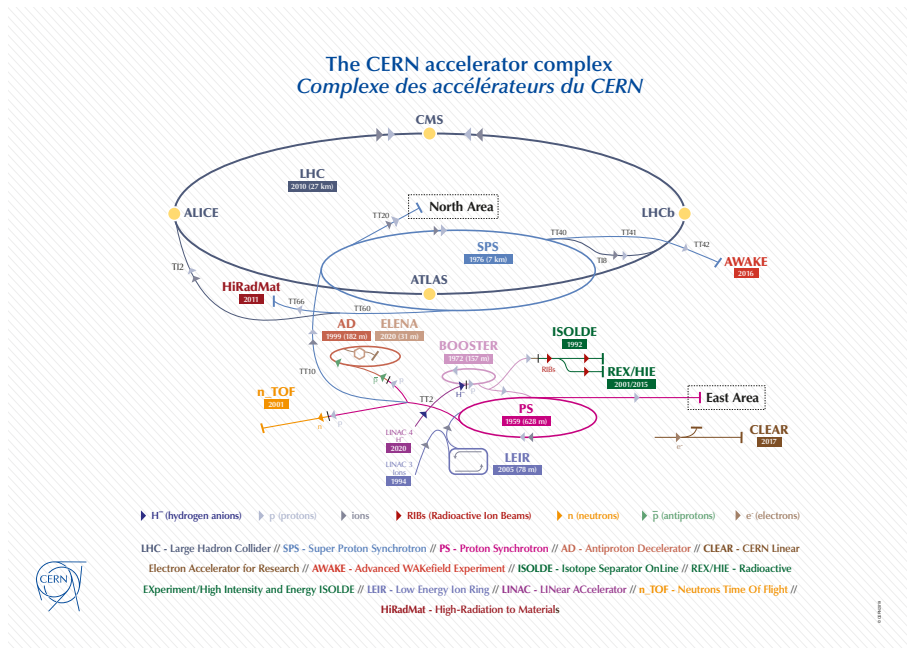 The CERN accelerator complex
Complexe des accélérateurs du CERN
CMS
LHC
2010 (27 km)
North Area
TT20
ALICE
LHCb
SPS
1976 (7 km)
TT40
TT41
TT42
TI8
AWAKE
2016
TI2
ATLAS
HiRadMat
2011
TT66
TT60
AD
1999 (182 m)
ELENA
2020 (31 m)
ISOLDE
1992
BOOSTER
1972 (157 m)
RIBs
REX/HIE
2001/2015
TT10
p̅
p
H⁻
p
n_TOF
2001
TT2
East Area
PS
1959 (628 m)
n
p
LINAC 4
H⁻
2020
CLEAR
2017
e⁻
LINAC 3
Ions
1994
LEIR
2005 (78 m)
H⁻ (hydrogen anions) p (protons) ions RIBs (Radioactive Ion Beams) n (neutrons) p̅ (antiprotons) e⁻ (electrons)
LHC - Large Hadron Collider // SPS - Super Proton Synchrotron // PS - Proton Synchrotron // AD - Antiproton Decelerator // CLEAR - CERN Linear
Electron Accelerator for Research // AWAKE - Advanced WAKefield Experiment // ISOLDE - Isotope Separator OnLine // REX/HIE - Radioactive
EXperiment/High Intensity and Energy ISOLDE // LEIR - Low Energy Ion Ring // LINAC - LINear ACcelerator // n_TOF - Neutrons Time Of Flight //
HiRadMat - High-Radiation to Materials
CERN